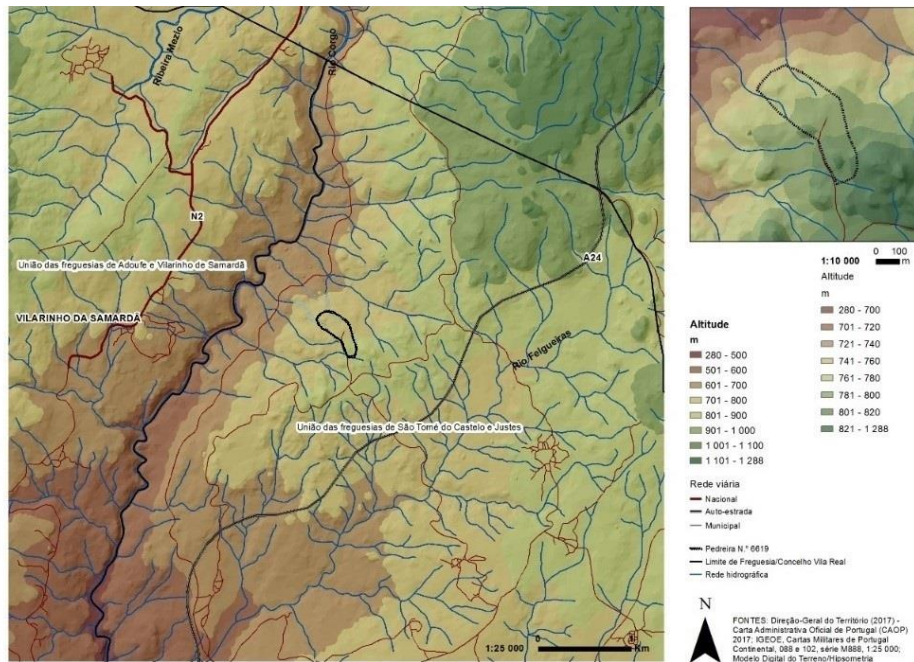 Ribeira Mezio
Rio Corgo
N2
União das freguesias de Adoufe e Vilarinho de Samardã
VILARINHO DA SAMARDÃ
A24
Rio Felgueiras
União das freguesias de São Tomé do Castelo e Justes
1:25 000
0
1
Km
1:10 000
0 100
m
Altitude
m
280 - 700
701 - 720
721 - 740
741 - 760
761 - 780
781 - 800
801 - 820
821 - 1 288
Altitude
m
280 - 500
501 - 600
601 - 700
701 - 800
801 - 900
901 - 1 000
1 001 - 1 100
1 101 - 1 288
Rede viária
Nacional
Auto-estrada
Municipal
Pedreira N.º 6619
Limite de Freguesia/Concelho Vila Real
Rede hidrográfica
N
FONTES: Direção-Geral do Território (2017) -
Carta Administrativa Oficial de Portugal (CAOP)
2017; IGEOE, Cartas Militares de Portugal
Continental, 088 e 102, série M888, 1:25 000;
Modelo Digital do Terreno/Hipsometria